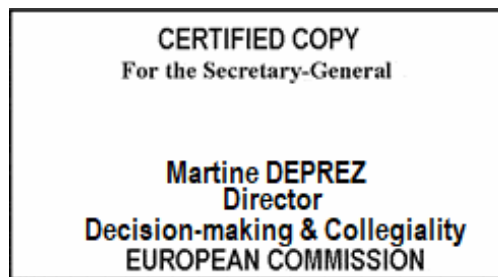 CERTIFIED COPY
For the Secretary-General
Martine DEPREZ
Director
Decision-making & Collegiality
EUROPEAN COMMISSION